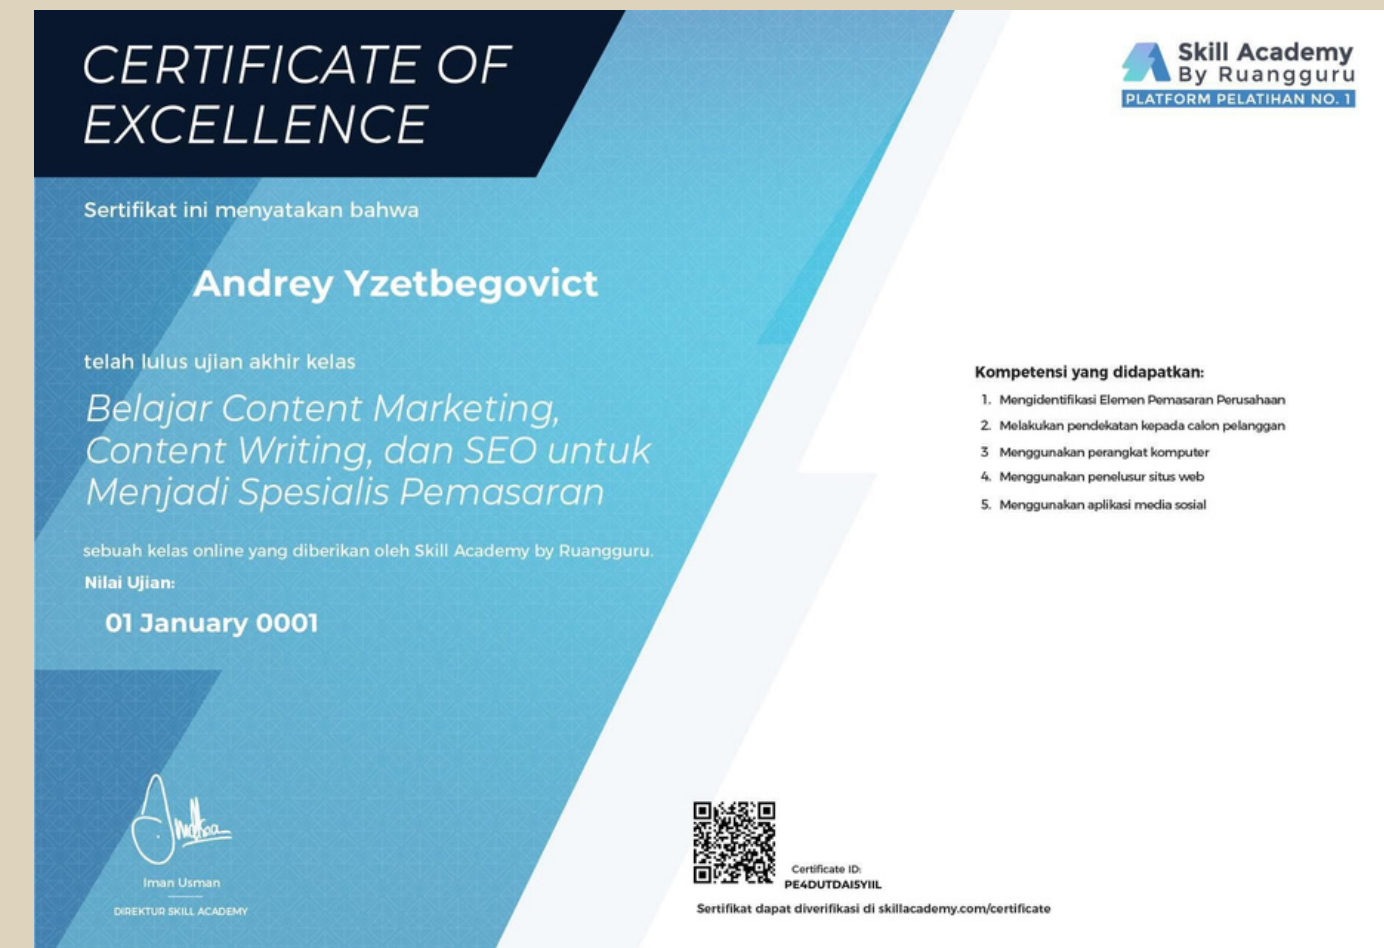 CERTIFICATE OF
EXCELLENCE
Skill Academy
By Ruangguru
PLATFORM PELATIHAN NO. 1
Sertifikat ini menyatakan bahwa
Andrey Yzetbegovict
telah lulus ujian akhir kelas
Belajar Content Marketing,
Content Writing, dan SEO untuk
Menjadi Spesialis Pemasaran
sebuah kelas online yang diberikan oleh Skill Academy by Ruangguru.
Nilai Ujian:
01 January 0001
Iman Usman
DIREKTUR SKILL ACADEMY
Kompetensi yang didapatkan:
1. Mengidentifikasi Elemen Pemasaran Perusahaan
2. Melakukan pendekatan kepada calon pelanggan
3 Menggunakan perangkat komputer
4. Menggunakan penelusur situs web
5. Menggunakan aplikasi media sosial
Certificate ID:
PE4DUTDAI5YIIL
Sertifikat dapat diverifikasi di skillacademy.com/certificate